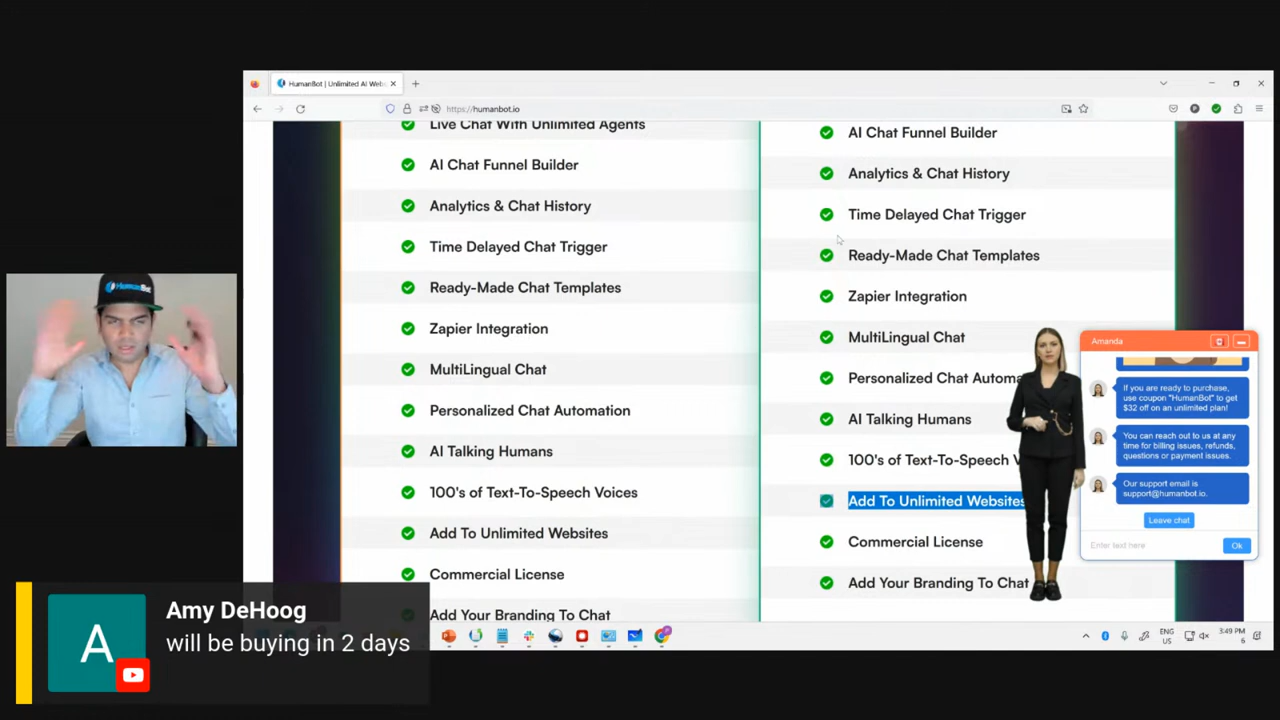 HumanBot | Unlimited AI Webs
https://humanbot.io
HumanBot
Live Chat With Unlimited Agents
AI Chat Funnel Builder
Analytics & Chat History
Time Delayed Chat Trigger
Ready-Made Chat Templates
Zapier Integration
MultiLingual Chat
Personalized Chat Automation
AI Talking Humans
100's of Text-To-Speech Voices
Add To Unlimited Websites
Commercial License
Add Your Branding To Chat
AI Chat Funnel Builder
Analytics & Chat History
Time Delayed Chat Trigger
Ready-Made Chat Templates
Zapier Integration
MultiLingual Chat
Personalized Chat Automa
AI Talking Humans
100's of Text-To-Speech V
Add To Unlimited Websites
Commercial License
Add Your Branding To Chat
Amanda
If you are ready to purchase,
use coupon "HumanBot" to get
$32 off on an unlimited plan!
You can reach out to us at any
time for billing issues, refunds,
questions or payment issues.
Our support email is
support@humanbot.io.
Leave chat
Enter text here
Ok
A
Amy DeHoog
will be buying in 2 days
ENG
US
3:49 PM
6